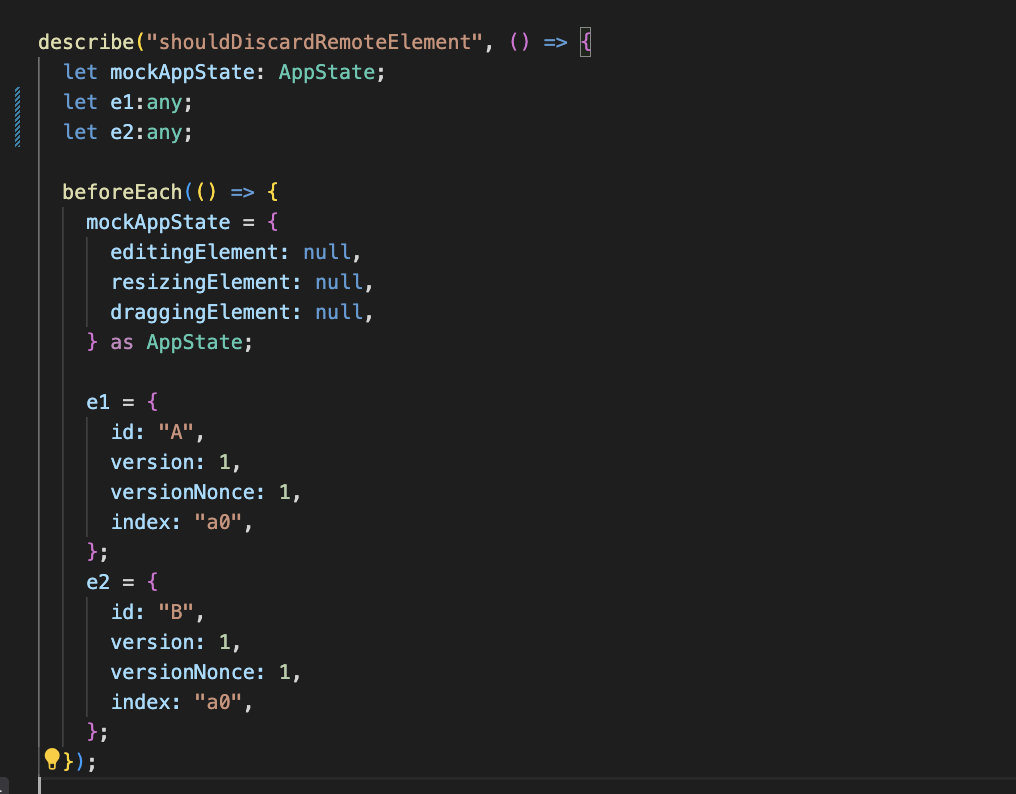 describe("shouldDiscardRemoteElement", () => {
  let mockAppState: AppState;
  let e1:any;
  let e2:any;

  beforeEach(() => {
    mockAppState = {
      editingElement: null,
      resizingElement: null,
      draggingElement: null,
    } as AppState;

    e1 = {
      id: "A",
      version: 1,
      versionNonce: 1,
      index: "a0",
    };
    e2 = {
      id: "B",
      version: 1,
      versionNonce: 1,
      index: "a0",
    };
  });